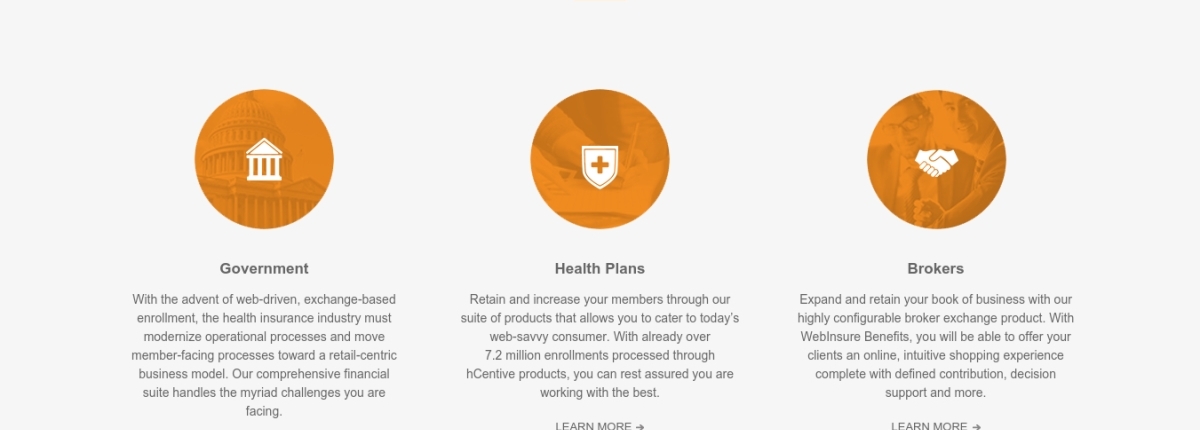 Government
With the advent of web-driven, exchange-based
enrollment, the health insurance industry must
modernize operational processes and move
member-facing processes toward a retail-centric
business model. Our comprehensive financial
suite handles the myriad challenges you are
facing.
Health Plans
Retain and increase your members through our
suite of products that allows you to cater to today's
web-savvy consumer. With already over
7.2 million enrollments processed through
hCentive products, you can rest assured you are
working with the best.
LEARN MORE →
Brokers
Expand and retain your book of business with our
highly configurable broker exchange product. With
WebInsure Benefits, you will be able to offer your
clients an online, intuitive shopping experience
complete with defined contribution, decision
support and more.
LEARN MORE →